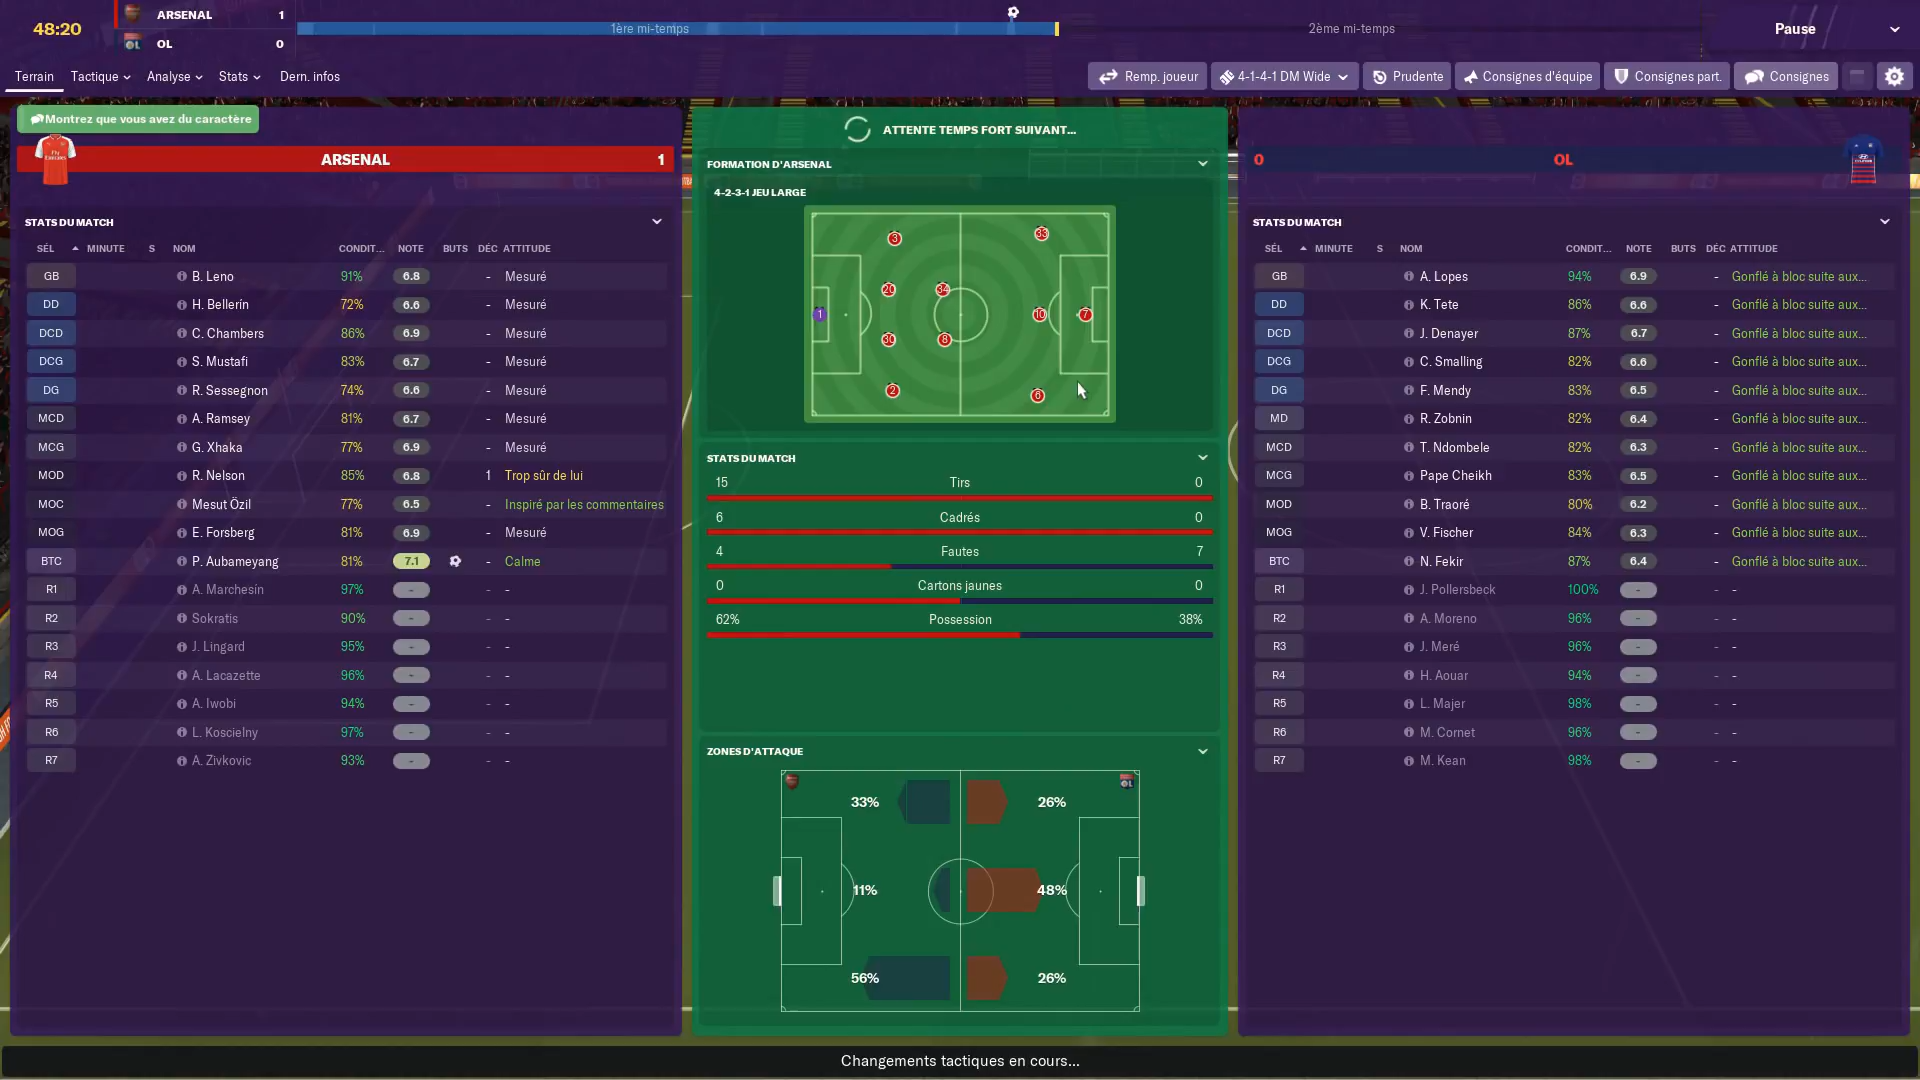 48:20
ARSENAL 1
OL 0
1ère mi-temps
2ème mi-temps
Pause
Terrain Tactique Analyse Stats Dern. infos
Remp. joueur 4-1-4-1 DM Wide Prudente Consignes d'équipe Consignes part. Consignes
Montrez que vous avez du caractère
ARSENAL 1
STATS DU MATCH
SÉL MINUTE S NOM CONDIT... NOTE BUTS DÉC ATTITUDE
GB B. Leno 91% 6.8 - Mesuré
DD H. Bellerín 72% 6.6 - Mesuré
DCD C. Chambers 86% 6.9 - Mesuré
DCG S. Mustafi 83% 6.7 - Mesuré
DG R. Sessegnon 74% 6.6 - Mesuré
MCD A. Ramsey 81% 6.7 - Mesuré
MCG G. Xhaka 77% 6.9 - Mesuré
MOD R. Nelson 85% 6.8 1 Trop sûr de lui
MOC Mesut Özil 77% 6.5 - Inspiré par les commentaires
MOG E. Forsberg 81% 6.9 - Mesuré
BTC P. Aubameyang 81% 7.1 - Calme
R1 A. Marchesín 97% - - -
R2 Sokratis 90% - - -
R3 J. Lingard 95% - - -
R4 A. Lacazette 96% - - -
R5 A. Iwobi 94% - - -
R6 L. Koscielny 97% - - -
R7 A. Zivkovic 93% - - -
ATTENTE TEMPS FORT SUIVANT...
FORMATION D'ARSENAL
4-2-3-1 JEU LARGE
3 33
20 34
1 10 7
30 8
2 6
STATS DU MATCH
15 Tirs 0
6 Cadrés 0
4 Fautes 7
0 Cartons jaunes 0
62% Possession 38%
ZONES D'ATTAQUE
OL
33% 26%
11% 48%
56% 26%
0 OL
STATS DU MATCH
SÉL MINUTE S NOM CONDIT... NOTE BUTS DÉC ATTITUDE
GB A. Lopes 94% 6.9 - Gonflé à bloc suite aux...
DD K. Tete 86% 6.6 - Gonflé à bloc suite aux...
DCD J. Denayer 87% 6.7 - Gonflé à bloc suite aux...
DCG C. Smalling 82% 6.6 - Gonflé à bloc suite aux...
DG F. Mendy 83% 6.5 - Gonflé à bloc suite aux...
MD R. Zobnin 82% 6.4 - Gonflé à bloc suite aux...
MCD T. Ndombele 82% 6.3 - Gonflé à bloc suite aux...
MCG Pape Cheikh 83% 6.5 - Gonflé à bloc suite aux...
MOD B. Traoré 80% 6.2 - Gonflé à bloc suite aux...
MOG V. Fischer 84% 6.3 - Gonflé à bloc suite aux...
BTC N. Fekir 87% 6.4 - Gonflé à bloc suite aux...
R1 J. Pollersbeck 100% - - -
R2 A. Moreno 96% - - -
R3 J. Meré 96% - - -
R4 H. Aouar 94% - - -
R5 L. Majer 98% - - -
R6 M. Cornet 96% - - -
R7 M. Kean 98% - - -
Changements tactiques en cours...